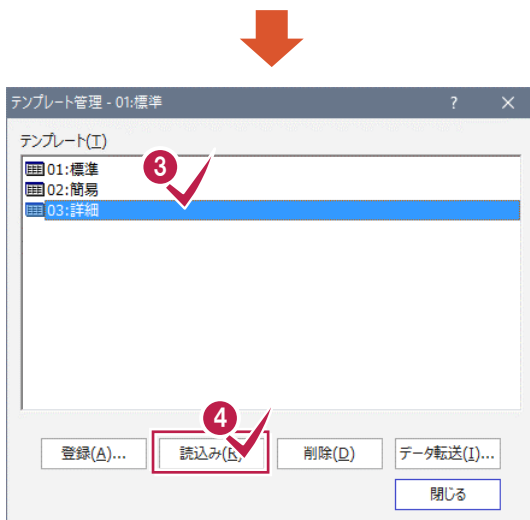 テンプレート管理 - 01:標準 ? ×
テンプレート(T)
3
01:標準
02:簡易
03:詳細
4
登録(A)... 読込み(R) 削除(D) データ転送(I)...
閉じる